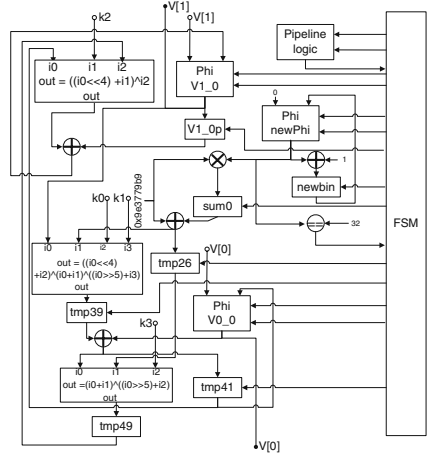 k2
V[1]
V[1]
Pipeline
logic
i0 i1 i2
out = ((i0<<4) +i1)^i2
out
Phi
V1_0
0
Phi
newPhi
V1_0p
1
newbin
0x9e3779b9
k0 k1
sum0
32
FSM
i0 i1 i2 i3
out = ((i0<<4)
+i2)^(i0+i1)^((i0>>5)+i3)
out
V[0]
tmp26
tmp39
Phi
V0_0
k3
i0 i1 i2
out =(i0+i1)^((i0>>5)+i2)
out
tmp41
tmp49
V[0]